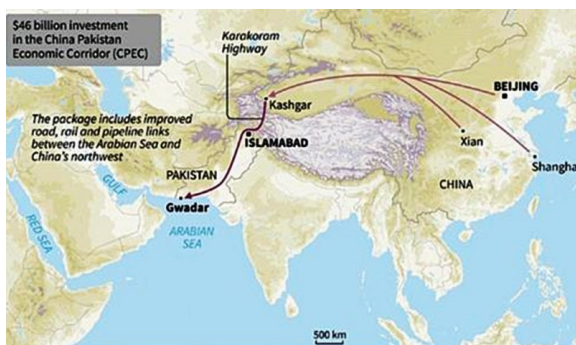 $46 billion investment
in the China Pakistan
Economic Corridor (CPEC)
Karakoram
Highway
BEIJING
Kashgar
The package includes improved
road, rail and pipeline links
between the Arabian Sea and
China's northwest
ISLAMABAD
Xian
Shangha
PAKISTAN
CHINA
GULF
Gwadar
ARABIAN
SEA
RED SEA
500 km